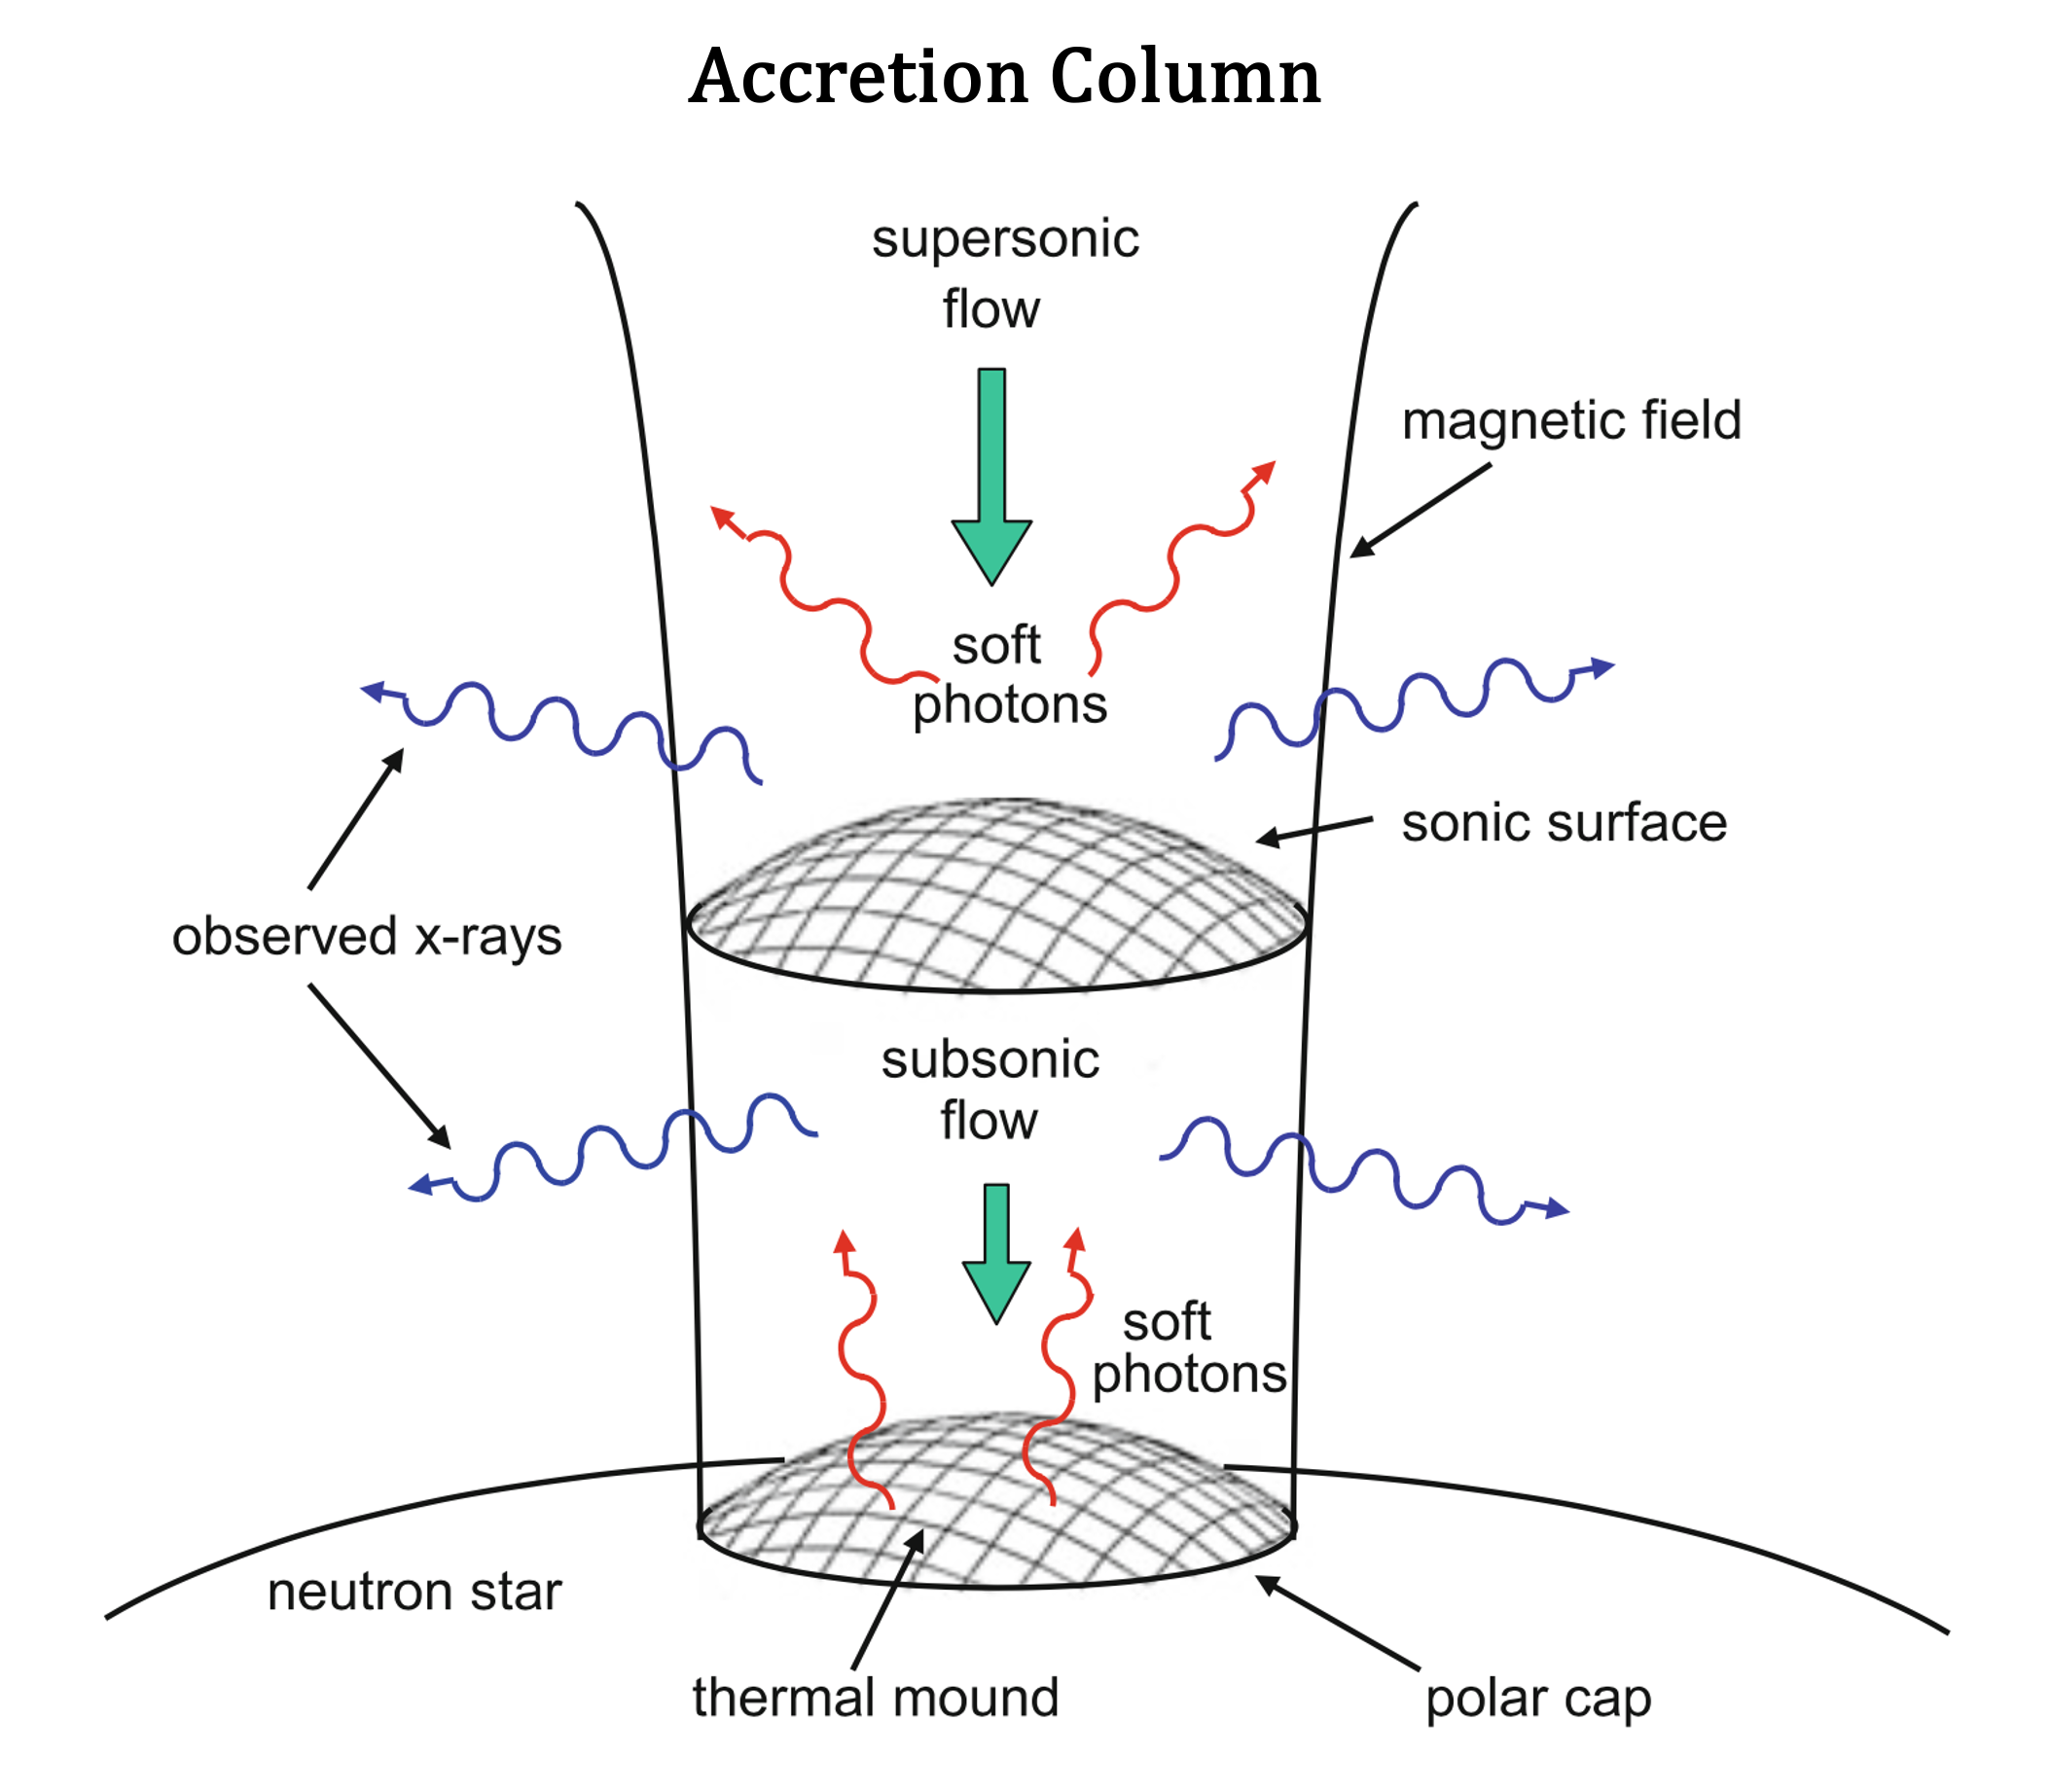 Accretion Column
supersonic
flow
magnetic field
soft
photons
sonic surface
observed x-rays
subsonic
flow
soft
photons
neutron star
thermal mound
polar cap